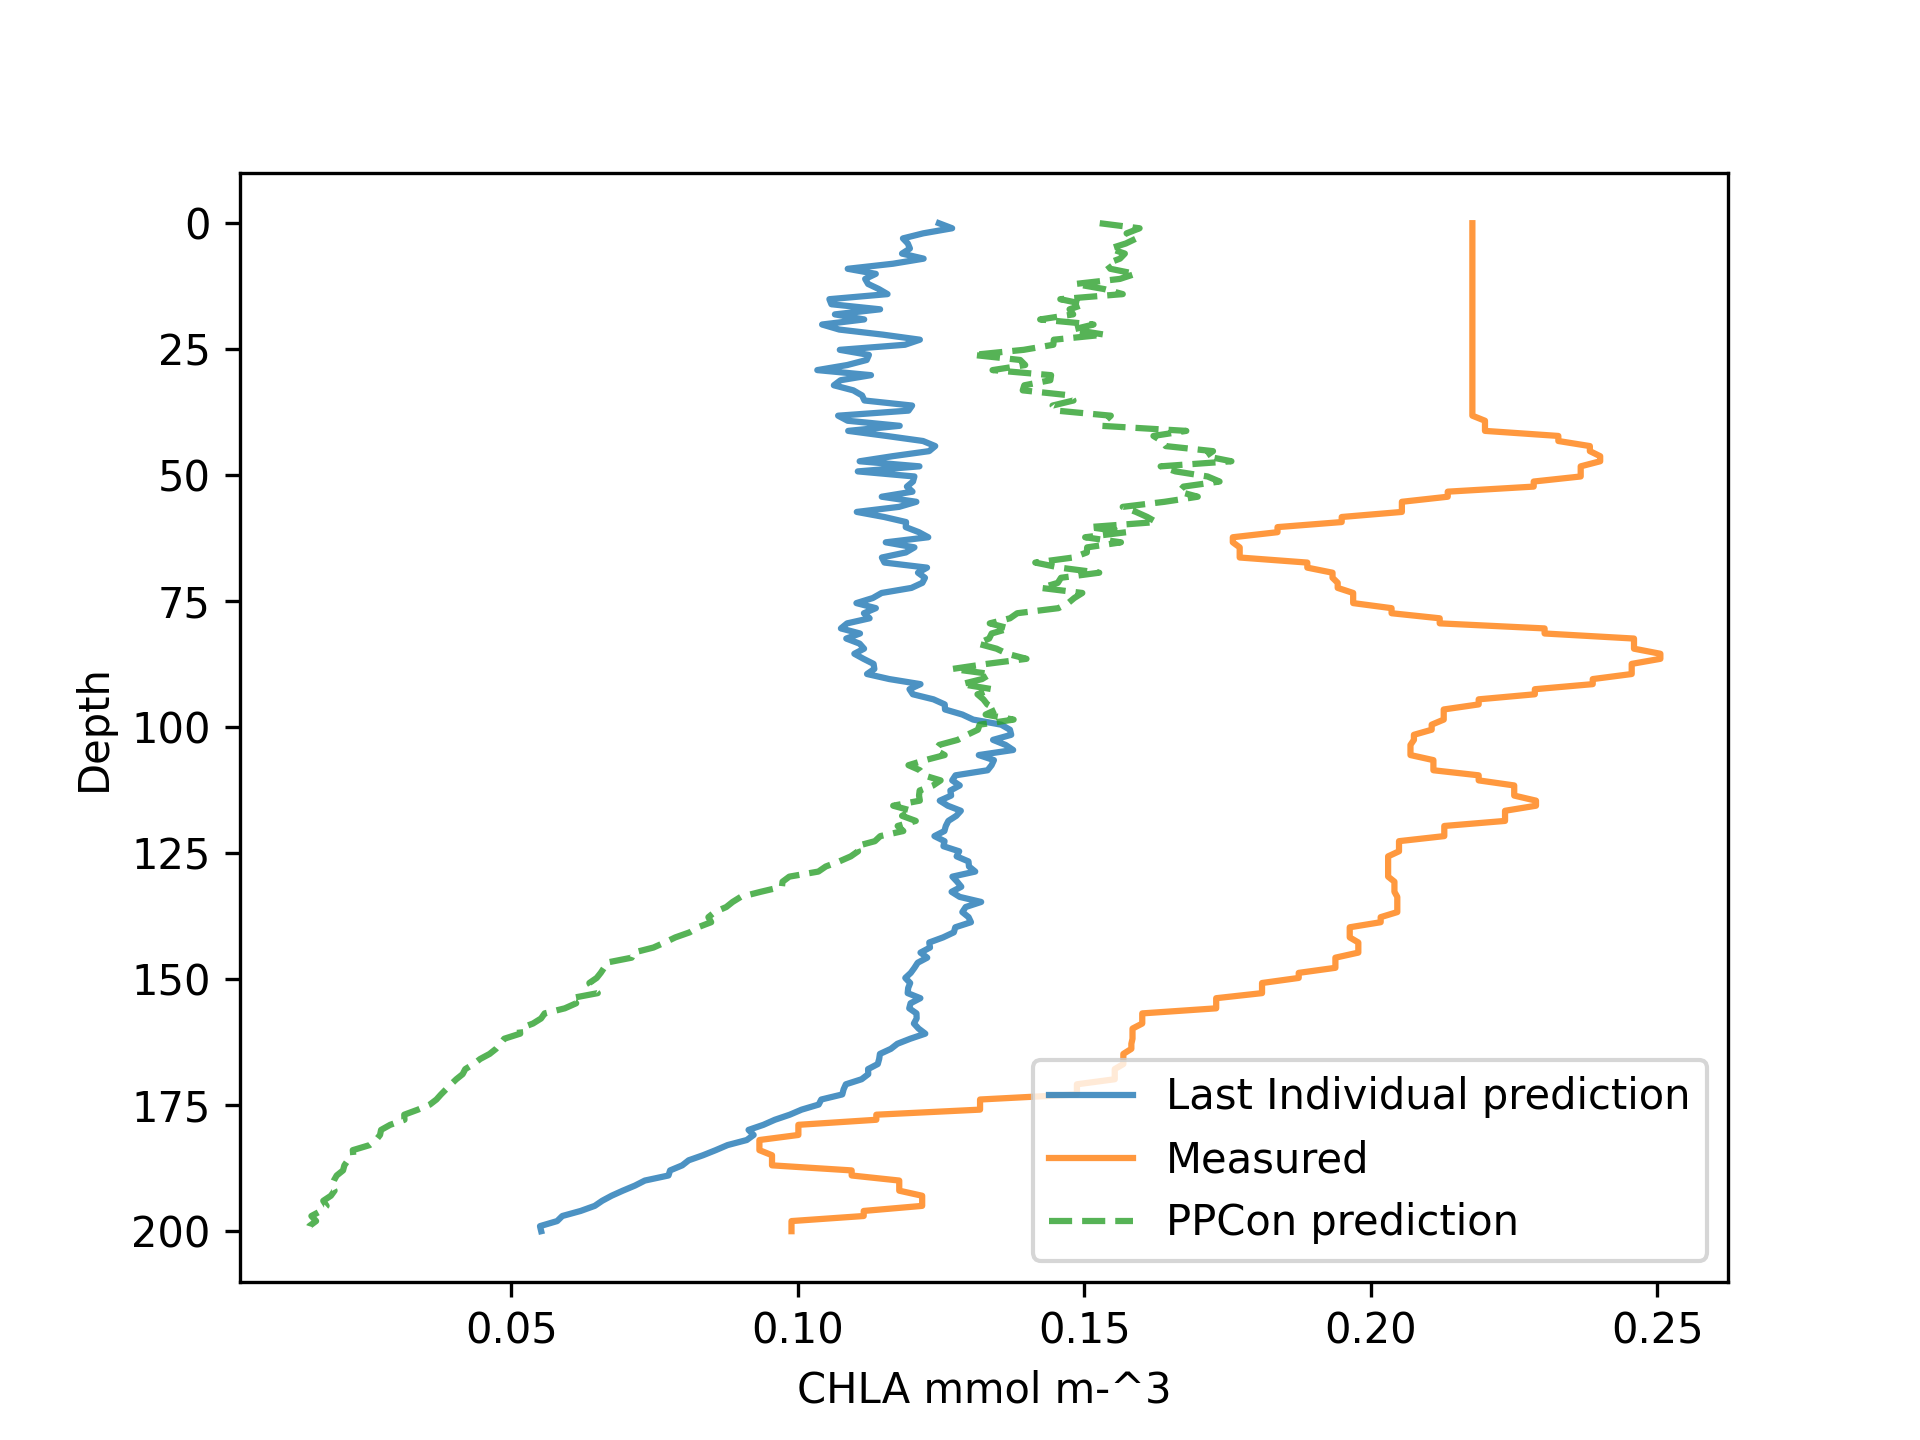 0
25
50
75
100
125
150
175
200
Depth
0.05 0.10 0.15 0.20 0.25
CHLA mmol m-^3
Last Individual prediction
Measured
PPCon prediction